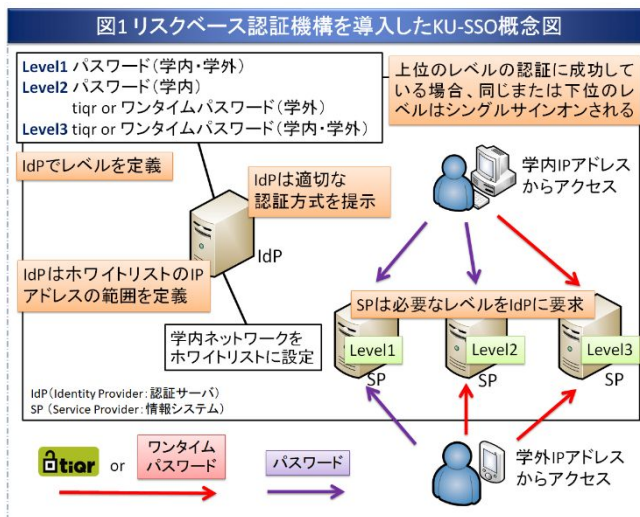 図1 リスクベース認証機構を導入したKU-SSO概念図
Level1 パスワード（学内・学外）
Level2 パスワード（学内）
tiqr or ワンタイムパスワード（学外）
Level3 tiqr or ワンタイムパスワード（学内・学外）
上位のレベルの認証に成功して
いる場合、同じまたは下位のレ
ベルはシングルサインオンされる
IdPでレベルを定義
IdPは適切な
認証方式を提示
学内IPアドレス
からアクセス
IdP
IdPはホワイトリストのIP
アドレスの範囲を定義
SPは必要なレベルをIdPに要求
学内ネットワークを
ホワイトリストに設定
Level1
Level2
Level3
SP
SP
SP
IdP（Identity Provider：認証サーバ）
SP （Service Provider：情報システム）
tiqr or ワンタイム
パスワード
パスワード
学外IPアドレス
からアクセス